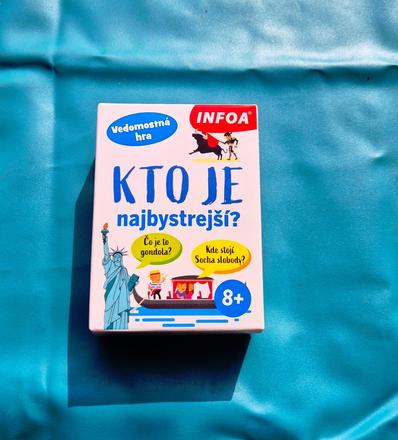 Vedomostná
hra
INFOA®
KTO JE
najbystrejší?
Čo je to
gondola?
Kde stojí
Socha slobody?
8+